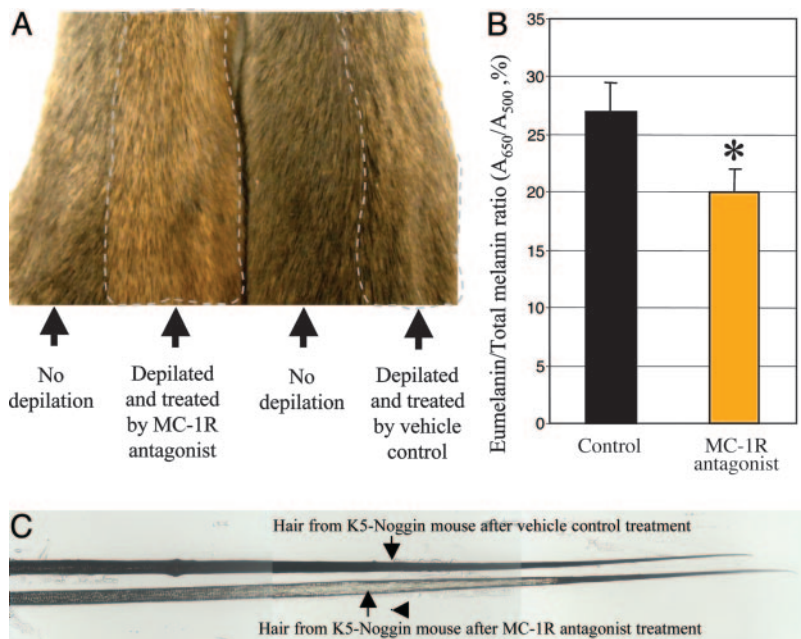 A
No
depilation
Depilated
and treated
by MC-1R
antagonist
No
depilation
Depilated
and treated
by vehicle
control
B
Eumelanin/Total melanin ratio (A650/A500 ,%)
35
30
25
20
15
10
5
0
*
Control
MC-1R
antagonist
C
Hair from K5-Noggin mouse after vehicle control treatment
Hair from K5-Noggin mouse after MC-1R antagonist treatment